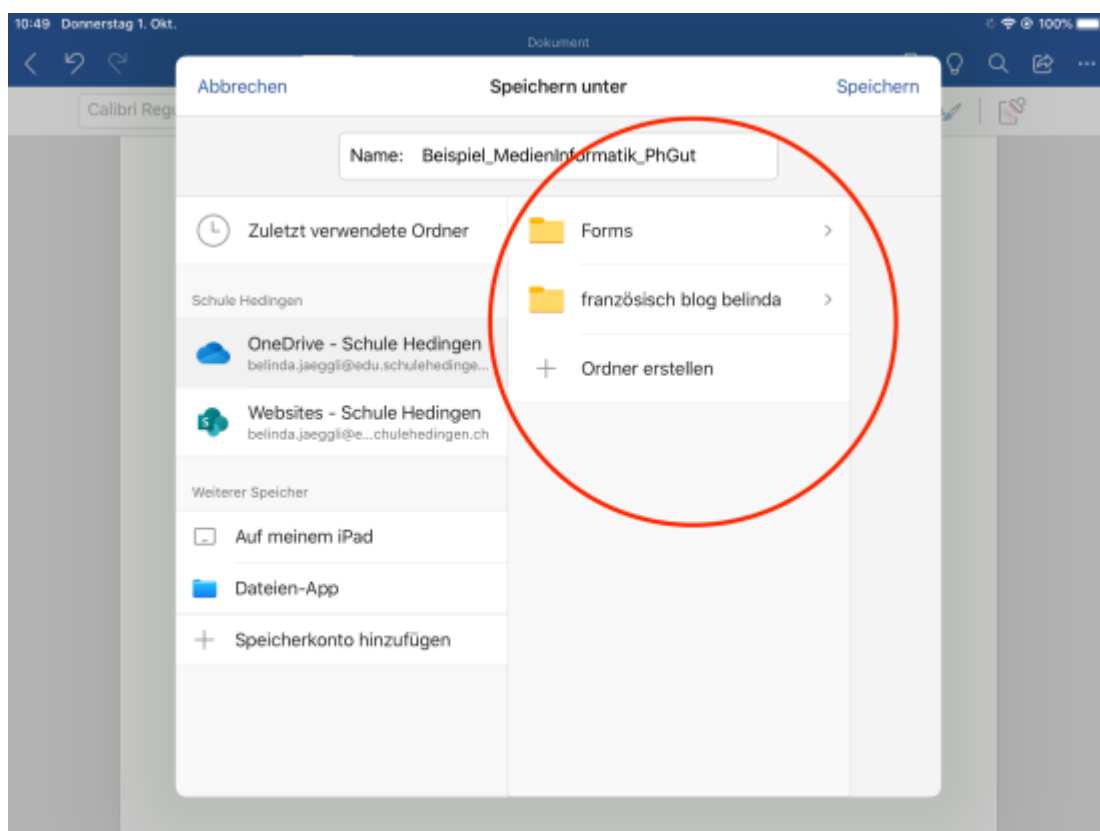 10:49 Donnerstag 1. Okt.
100%
Dokument
Abbrechen
Speichern unter
Speichern
Calibri Regu
Name: Beispiel_MedienInformatik_PhGut
Zuletzt verwendete Ordner
Schule Hedingen
OneDrive - Schule Hedingen
belinda.jaeggli@edu.schulehedinge...
Websites - Schule Hedingen
belinda.jaeggli@e...chulehedingen.ch
Weiterer Speicher
Auf meinem iPad
Dateien-App
Speicherkonto hinzufügen
Forms
französisch blog belinda
Ordner erstellen